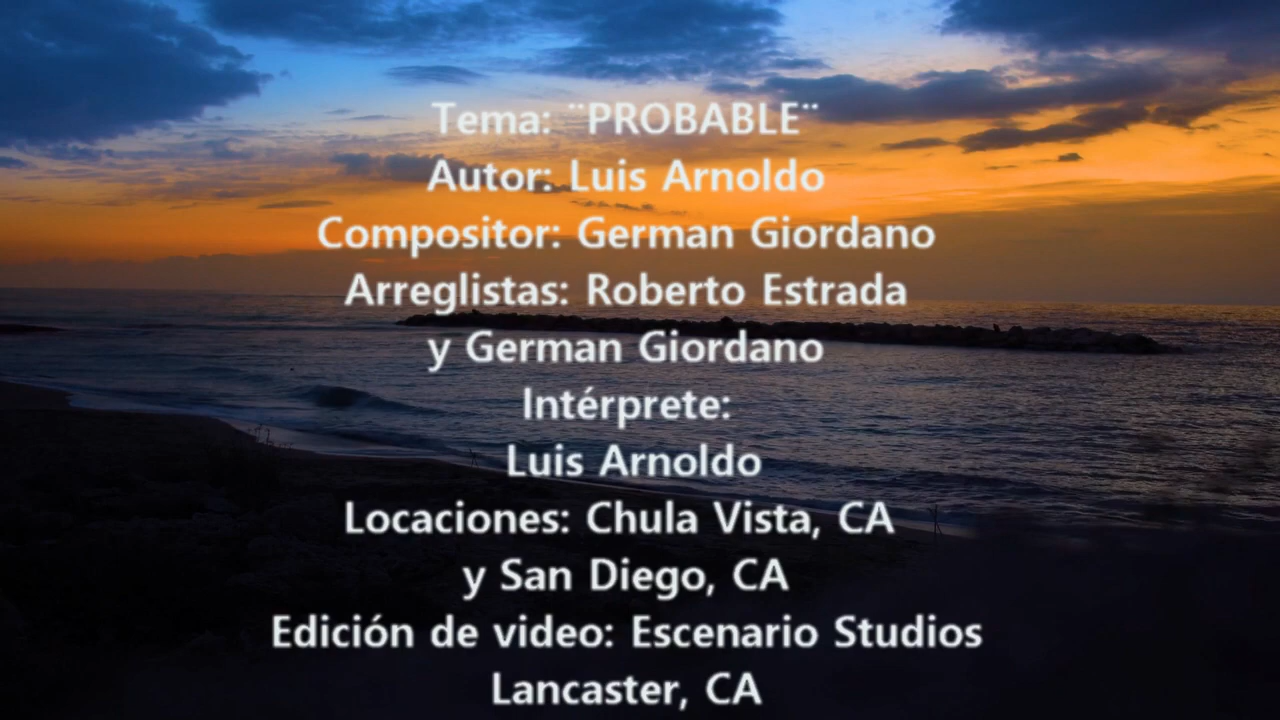 Tema: ¨PROBABLE¨
Autor: Luis Arnoldo
Compositor: German Giordano
Arreglistas: Roberto Estrada
y German Giordano
Intérprete:
Luis Arnoldo
Locaciones: Chula Vista, CA
y San Diego, CA
Edición de video: Escenario Studios
Lancaster, CA